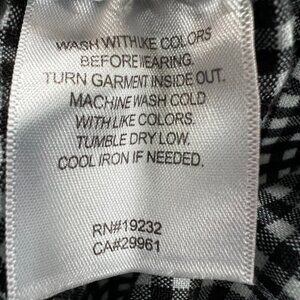 WASH WITH LIKE COLORS
BEFORE WEARING.
TURN GARMENT INSIDE OUT.
MACHINE WASH COLD
WITH LIKE COLORS.
TUMBLE DRY LOW.
COOL IRON IF NEEDED.
RN#19232
CA#29961